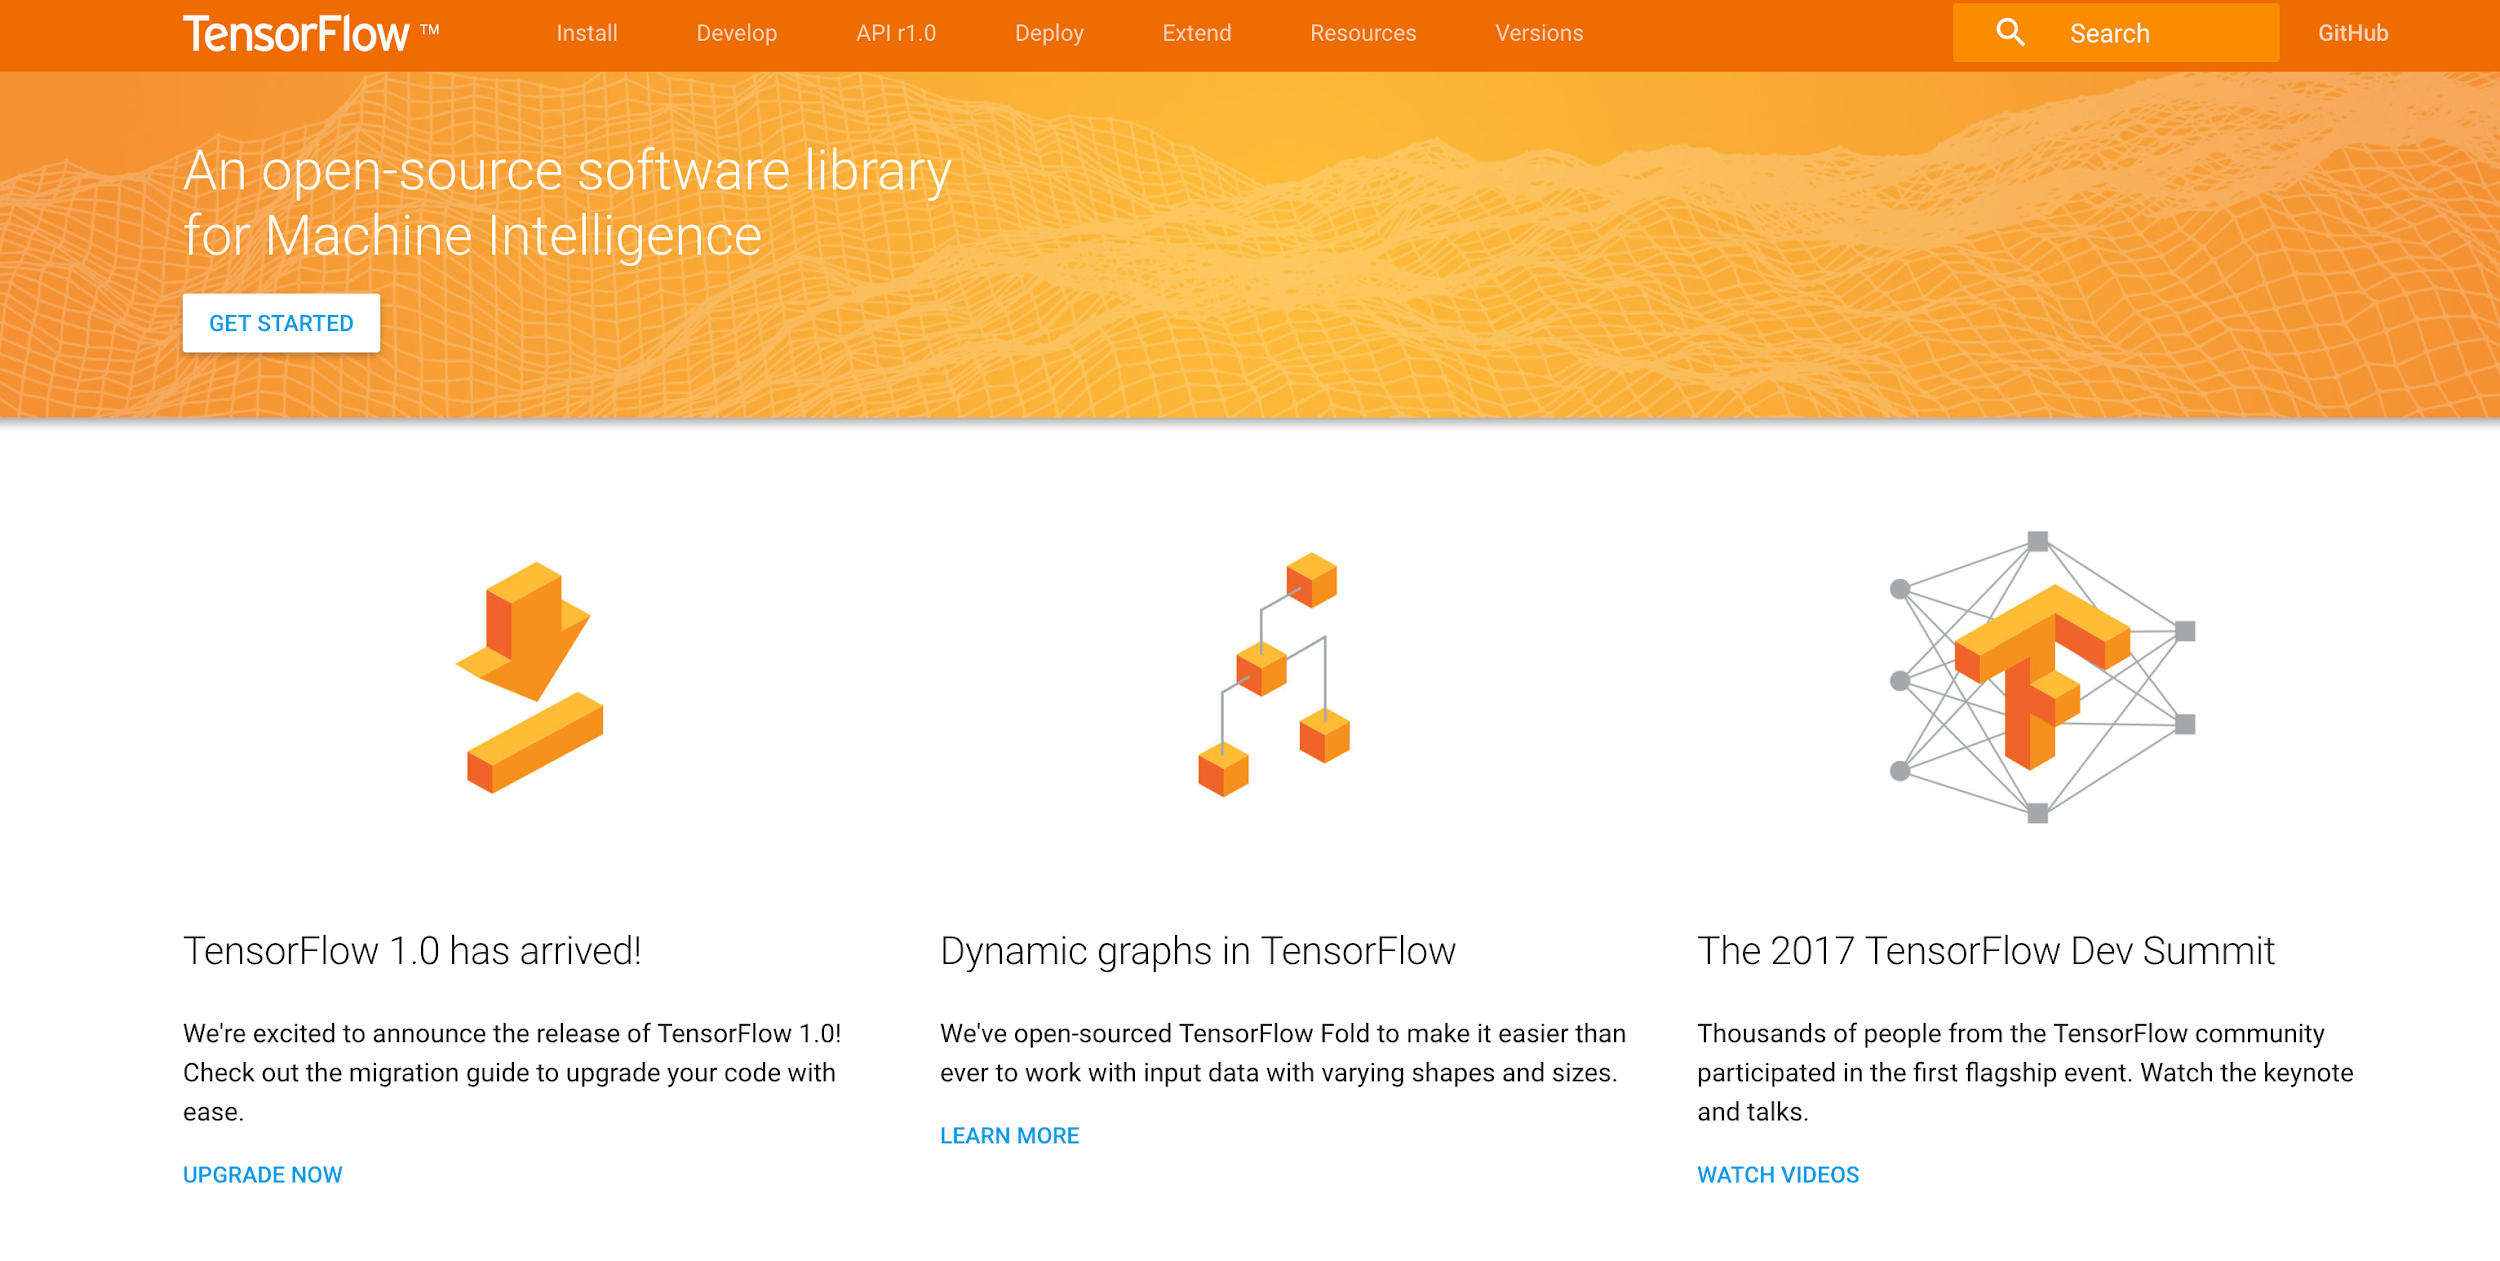 TensorFlow ™
Install Develop API r1.0 Deploy Extend Resources Versions Search GitHub
An open-source software library
for Machine Intelligence
GET STARTED
TensorFlow 1.0 has arrived!
We're excited to announce the release of TensorFlow 1.0!
Check out the migration guide to upgrade your code with
ease.
UPGRADE NOW
Dynamic graphs in TensorFlow
We've open-sourced TensorFlow Fold to make it easier than
ever to work with input data with varying shapes and sizes.
LEARN MORE
The 2017 TensorFlow Dev Summit
Thousands of people from the TensorFlow community
participated in the first flagship event. Watch the keynote
and talks.
WATCH VIDEOS